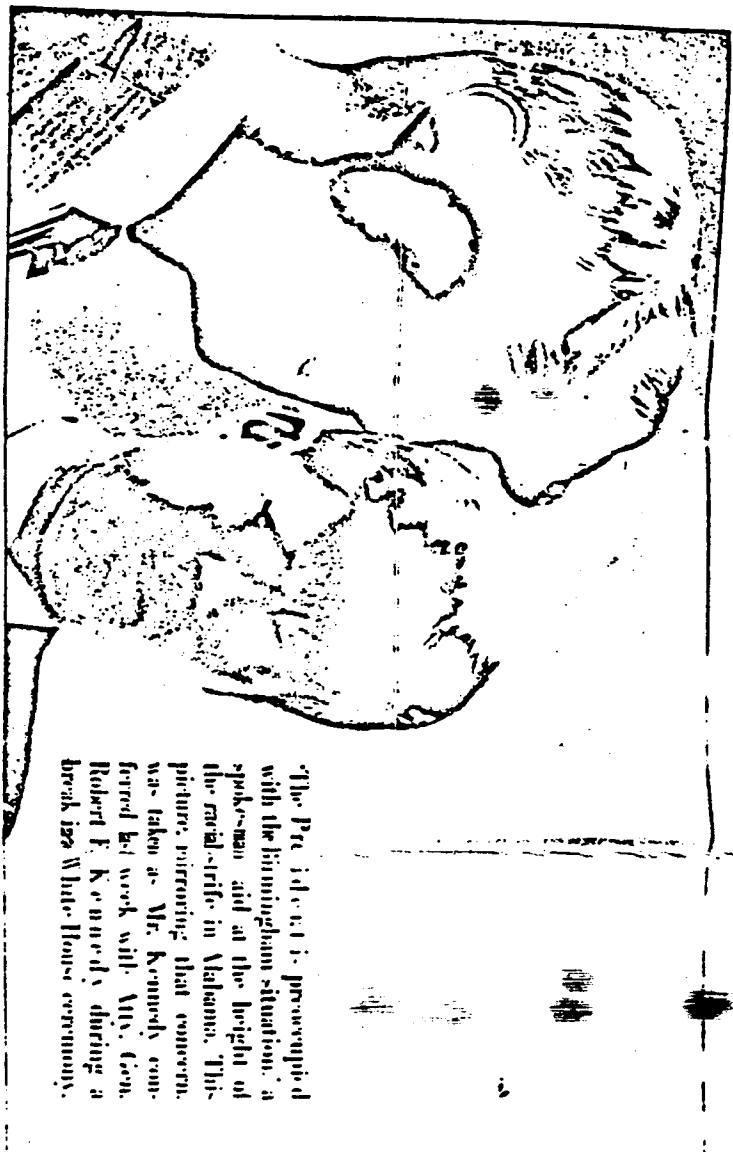 "The President is preoccupied
with the Birmingham situation," a
spokesman said at the height of
the racial strife in Alabama. This
picture, mirroring that concern,
was taken as Mr. Kennedy con-
ferred last week with Atty. Gen.
Robert F. Kennedy during a
break in a White House ceremony.